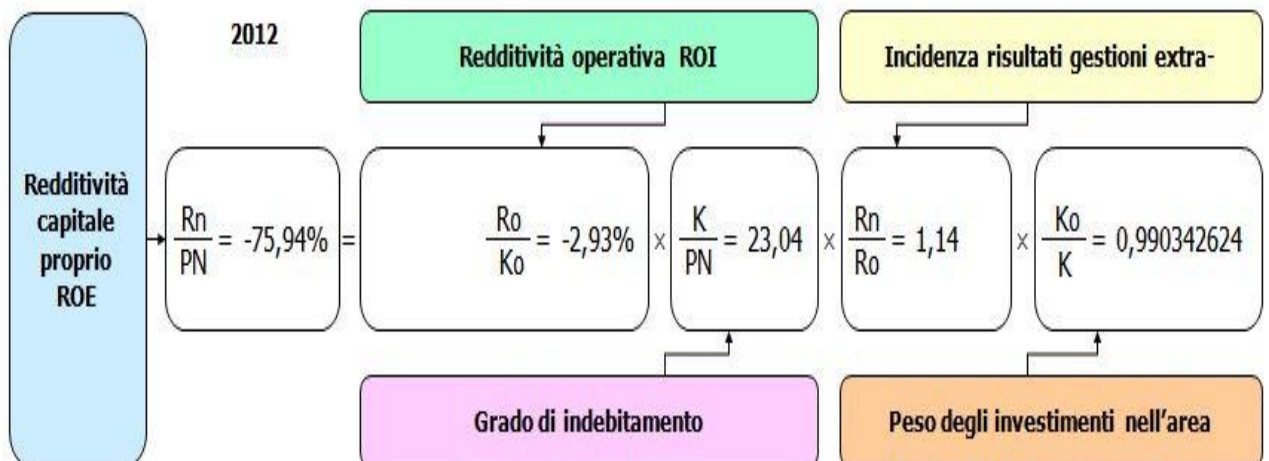 2012
Redditività operativa ROI
Incidenza risultati gestioni extra-
Redditività
capitale
proprio
ROE
Rn
PN
= -75,94% =
Ro
Ko
= -2,93%
×
K
PN
= 23,04
×
Rn
Ro
= 1,14
×
Ko
K
= 0,990342624
Grado di indebitamento
Peso degli investimenti nell'area